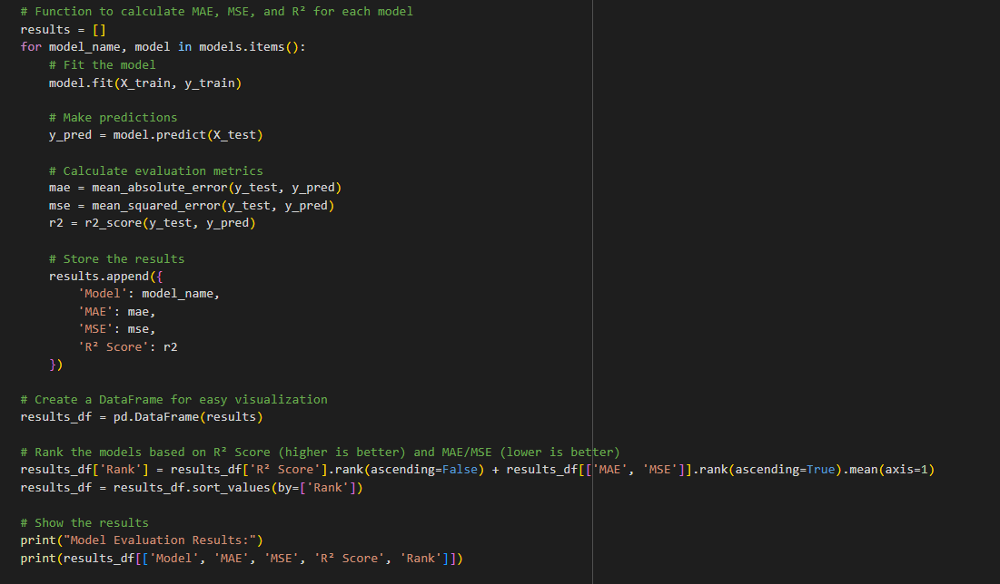 # Function to calculate MAE, MSE, and R² for each model
results = []
for model_name, model in models.items():
    # Fit the model
    model.fit(X_train, y_train)

    # Make predictions
    y_pred = model.predict(X_test)

    # Calculate evaluation metrics
    mae = mean_absolute_error(y_test, y_pred)
    mse = mean_squared_error(y_test, y_pred)
    r2 = r2_score(y_test, y_pred)

    # Store the results
    results.append({
        'Model': model_name,
        'MAE': mae,
        'MSE': mse,
        'R² Score': r2
    })

# Create a DataFrame for easy visualization
results_df = pd.DataFrame(results)

# Rank the models based on R² Score (higher is better) and MAE/MSE (lower is better)
results_df['Rank'] = results_df['R² Score'].rank(ascending=False) + results_df[['MAE', 'MSE']].rank(ascending=True).mean(axis=1)
results_df = results_df.sort_values(by=['Rank'])

# Show the results
print("Model Evaluation Results:")
print(results_df[['Model', 'MAE', 'MSE', 'R² Score', 'Rank']])